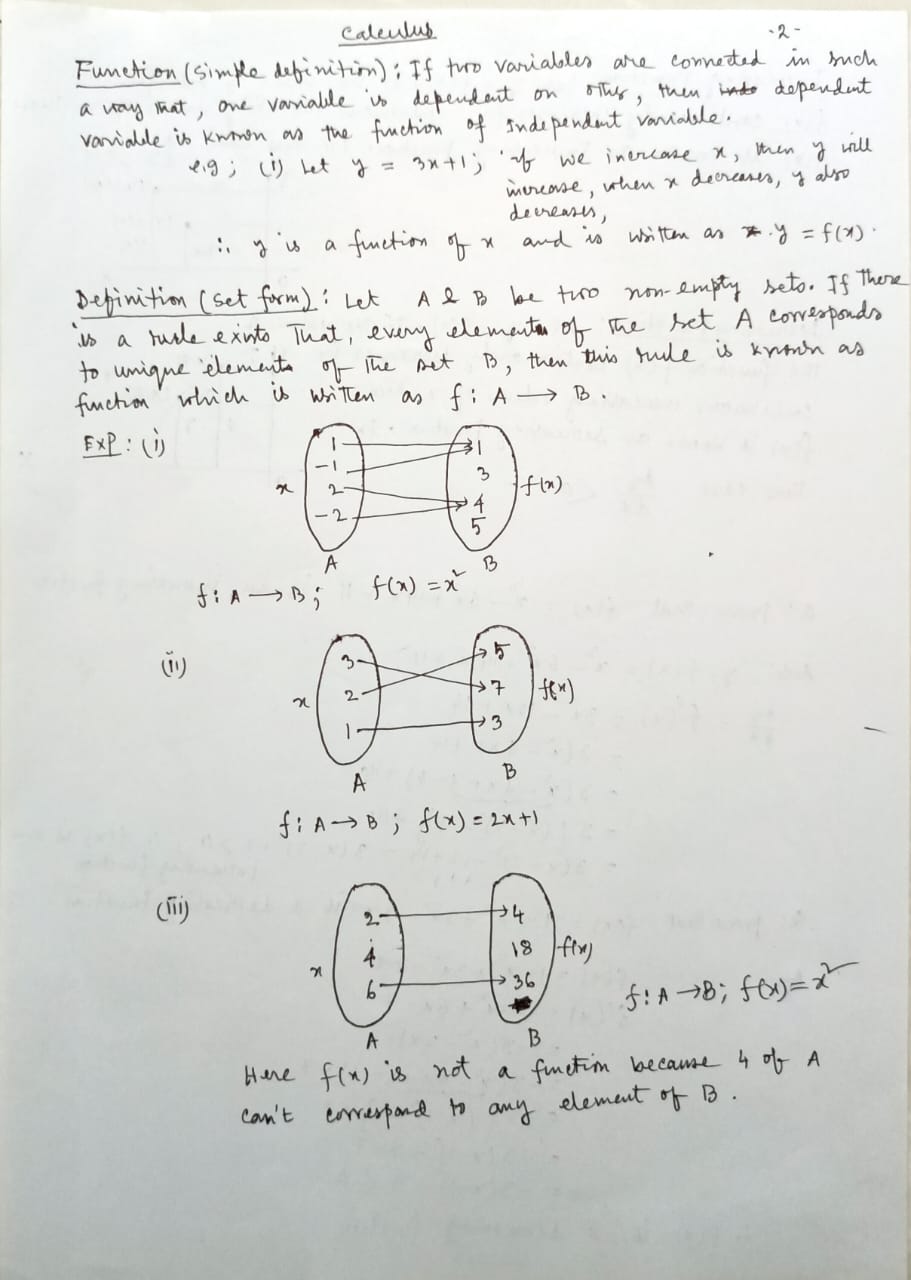 Calculus
-2-
Function (Simple definition) : If two variables are connected in such
a way that, one variable is dependent on other, then dependent
variable is known as the function of Independent variable.
e.g ; (i) Let y = 3x+1 ; if we increase x, then y will
increase, when x decreases, y also
decreases,
∴ y is a function of x and is written as y = f(x).
Definition (Set form) : Let A & B be two non-empty sets. If There
is a rule exists That, every elements of The set A corresponds
to unique elements of The set B, then this rule is known as
function which is written as f : A → B.
EXP : (i)
1 1
-1 3
x 2 4 f(x)
-2 5
A B
f : A → B ; f(x) = x²
(ii)
3 5
x 2 7 f(x)
1 3
A B
f : A → B ; f(x) = 2x+1
(iii)
2 4
4 18 f(x)
x 6 36
f : A → B ; f(x) = x²
A B
Here f(x) is not a function because 4 of A
can't correspond to any element of B.